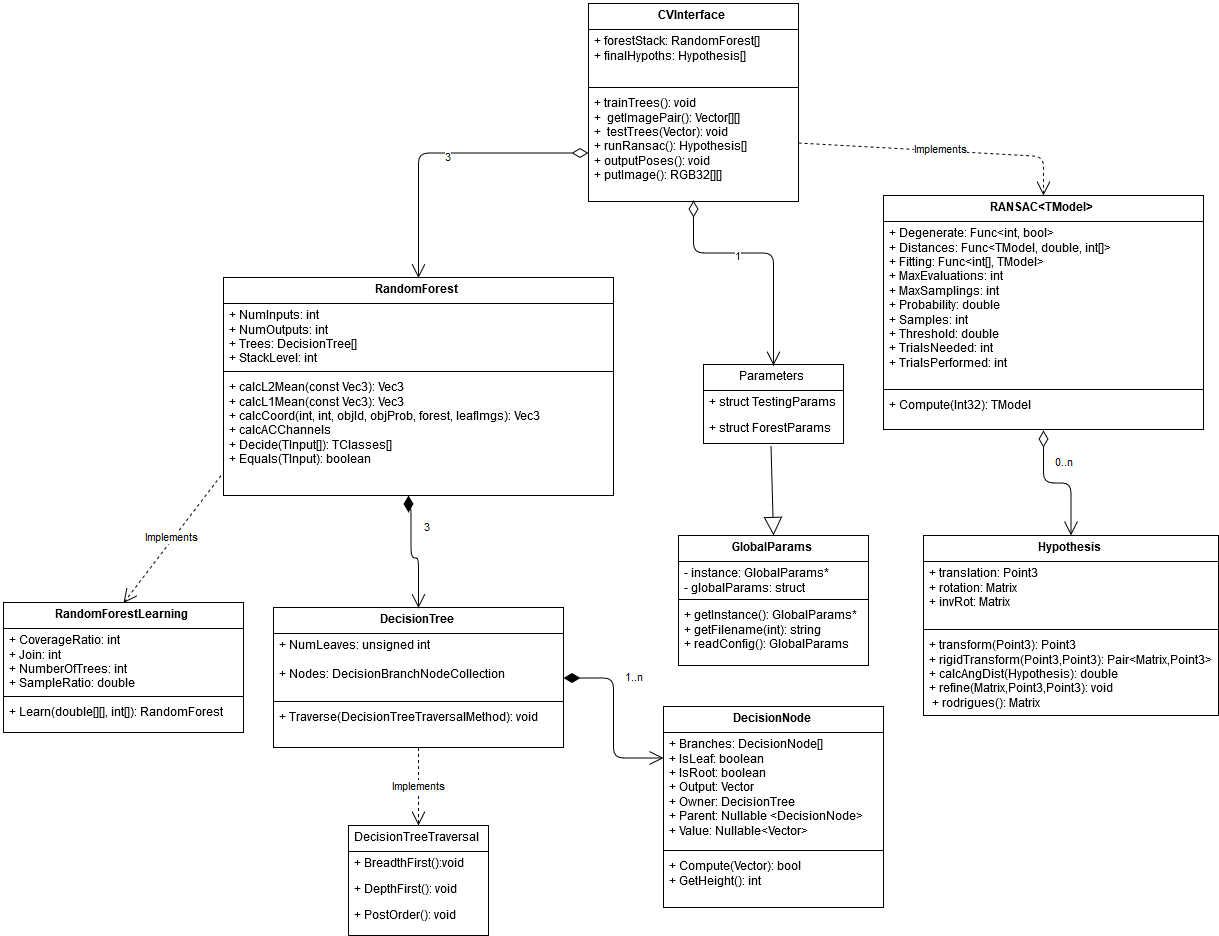 CVInterface
+ forestStack: RandomForest[]
+ finalHypoths: Hypothesis[]
+ trainTrees(): void
+ getImagePair(): Vector[][]
+ testTrees(Vector): void
+ runRansac(): Hypothesis[]
+ outputPoses(): void
+ putImage(): RGB32[][]
3
1
Implements
RANSAC<TModel>
+ Degenerate: Func<int, bool>
+ Distances: Func<TModel, double, int[]>
+ Fitting: Func<int[], TModel>
+ MaxEvaluations: int
+ MaxSamplings: int
+ Probability: double
+ Samples: int
+ Threshold: double
+ TrialsNeeded: int
+ TrialsPerformed: int
+ Compute(Int32): TModel
0..n
RandomForest
+ NumInputs: int
+ NumOutputs: int
+ Trees: DecisionTree[]
+ StackLevel: int
+ calcL2Mean(const Vec3): Vec3
+ calcL1Mean(const Vec3): Vec3
+ calcCoord(int, int, objId, objProb, forest, leafImgs): Vec3
+ calcACChannels
+ Decide(TInput[]): TClasses[]
+ Equals(TInput): boolean
Parameters
+ struct TestingParams
+ struct ForestParams
Implements
3
GlobalParams
- instance: GlobalParams*
- globalParams: struct
+ getInstance(): GlobalParams*
+ getFilename(int): string
+ readConfig(): GlobalParams
Hypothesis
+ translation: Point3
+ rotation: Matrix
+ invRot: Matrix
+ transform(Point3): Point3
+ rigidTransform(Point3,Point3): Pair<Matrix,Point3>
+ calcAngDist(Hypothesis): double
+ refine(Matrix,Point3,Point3): void
+ rodrigues(): Matrix
RandomForestLearning
+ CoverageRatio: int
+ Join: int
+ NumberOfTrees: int
+ SampleRatio: double
+ Learn(double[][], int[]): RandomForest
DecisionTree
+ NumLeaves: unsigned int
+ Nodes: DecisionBranchNodeCollection
+ Traverse(DecisionTreeTraversalMethod): void
1..n
Implements
DecisionNode
+ Branches: DecisionNode[]
+ IsLeaf: boolean
+ IsRoot: boolean
+ Output: Vector
+ Owner: DecisionTree
+ Parent: Nullable <DecisionNode>
+ Value: Nullable<Vector>
+ Compute(Vector): bool
+ GetHeight(): int
DecisionTreeTraversal
+ BreadthFirst():void
+ DepthFirst(): void
+ PostOrder(): void